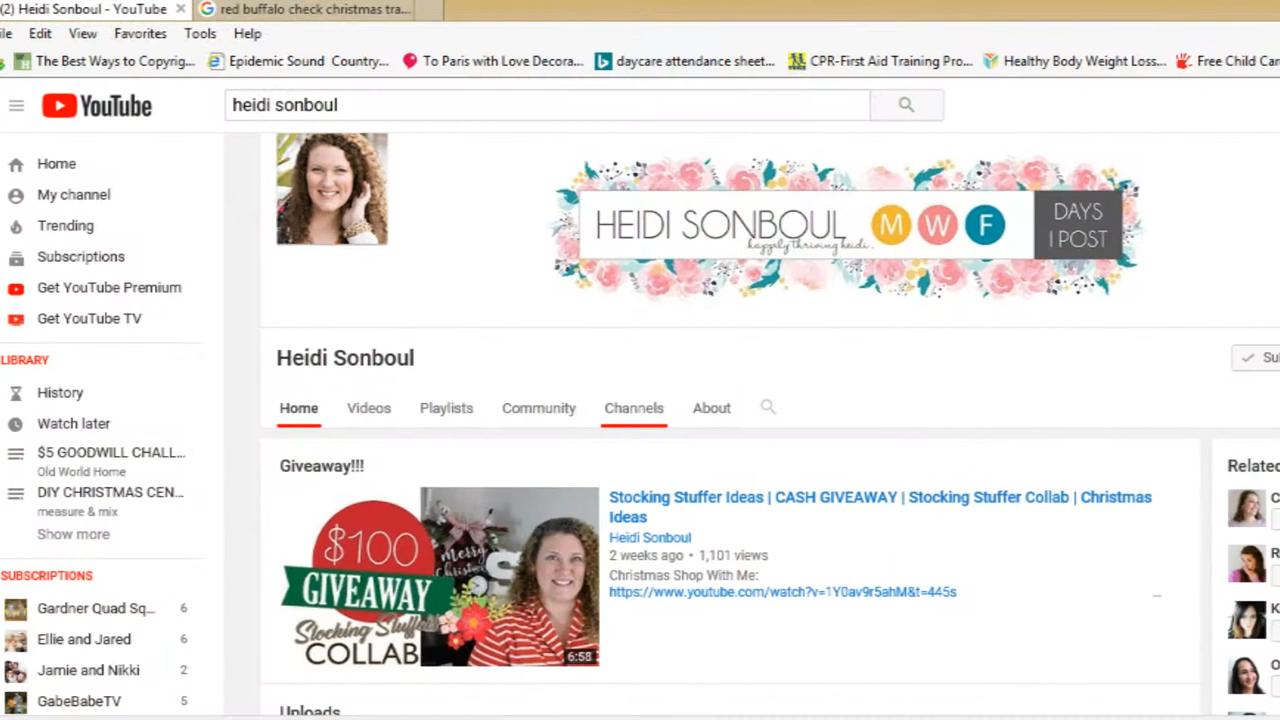 (2) Heidi Sonboul - YouTube
red buffalo check christmas tra...
Edit View Favorites Tools Help
The Best Ways to Copyrig...
Epidemic Sound Country...
To Paris with Love Decora...
daycare attendance sheet...
CPR-First Aid Training Pro...
Healthy Body Weight Loss...
Free Child Car
YouTube
heidi sonboul
Home
My channel
Trending
Subscriptions
Get YouTube Premium
Get YouTube TV
LIBRARY
History
Watch later
$5 GOODWILL CHALL...
Old World Home
DIY CHRISTMAS CEN...
measure & mix
Show more
SUBSCRIPTIONS
Gardner Quad Sq... 6
Ellie and Jared 6
Jamie and Nikki 2
GabeBabeTV 5
HEIDI SONBOUL
happily thriving heidi.
M W F
DAYS
I POST
Heidi Sonboul
Home Videos Playlists Community Channels About
Giveaway!!!
$100
GIVEAWAY
Stocking Stuffer
COLLAB
Merry
Christmas
6:58
Stocking Stuffer Ideas | CASH GIVEAWAY | Stocking Stuffer Collab | Christmas
Ideas
Heidi Sonboul
2 weeks ago • 1,101 views
Christmas Shop With Me:
https://www.youtube.com/watch?v=1Y0av9r5ahM&t=445s
Uploads
Related